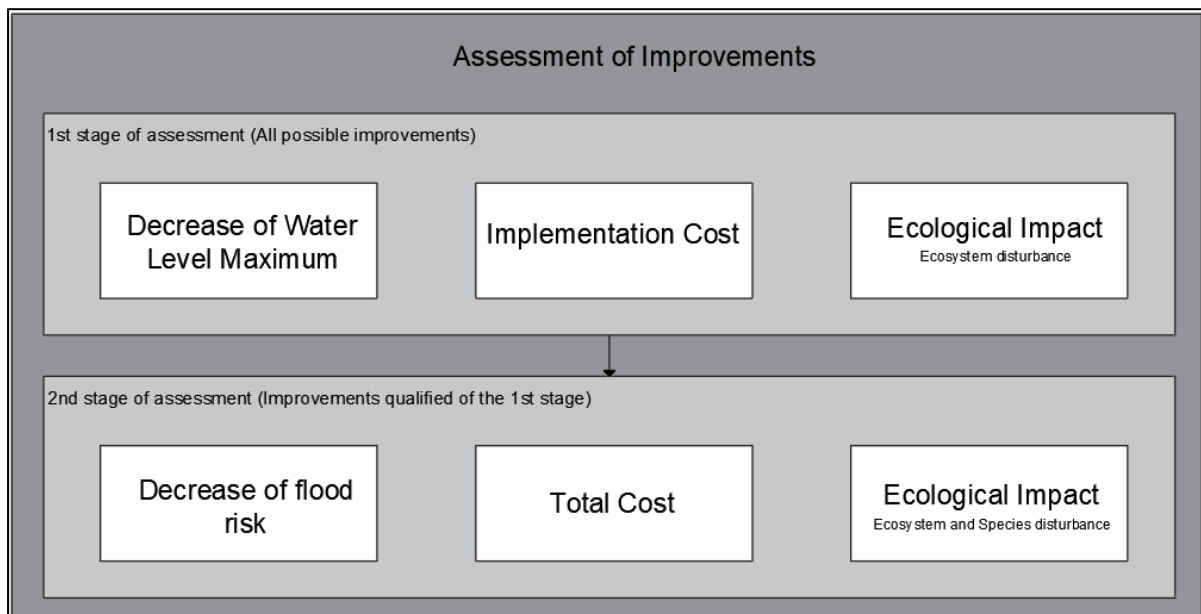 Assessment of Improvements
1st stage of assessment (All possible improvements)
Decrease of Water
Level Maximum
Implementation Cost
Ecological Impact
Ecosystem disturbance
2nd stage of assessment (Improvements qualified of the 1st stage)
Decrease of flood
risk
Total Cost
Ecological Impact
Ecosystem and Species disturbance